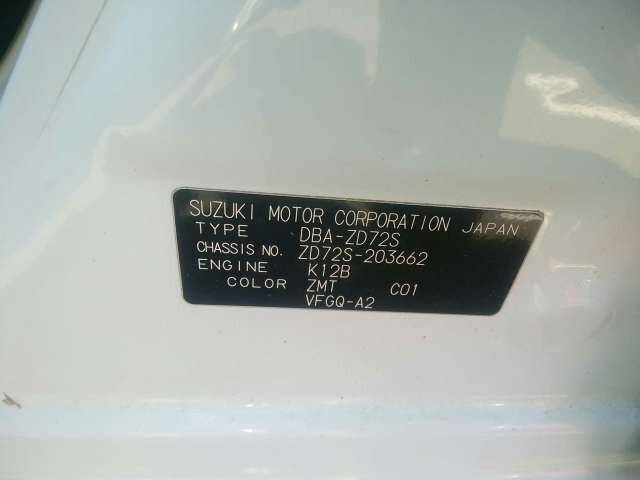 SUZUKI MOTOR CORPORATION JAPAN
TYPE DBA-ZD72S
CHASSIS NO. ZD72S-203662
ENGINE K12B
COLOR ZMT C01
VFGQ-A2